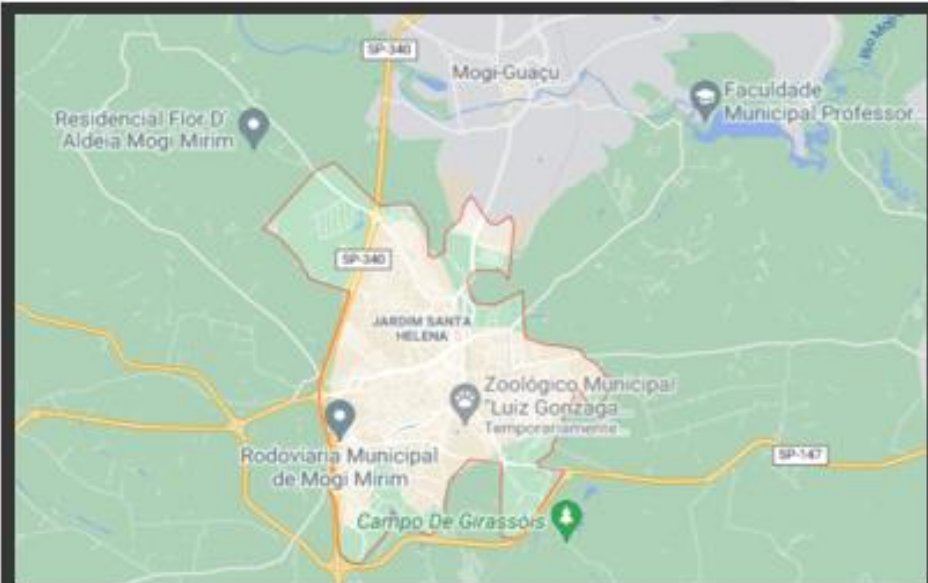 SP-340
Mogi-Guaçu
Faculdade
Municipal Professor...
Residencial Flor D'
Aldeia Mogi Mirim
SP-340
JARDIM SANTA
HELENA
Zoológico Municipal
"Luiz Gonzaga
Temporariamente...
Rodoviária Municipal
de Mogi Mirim
SP-147
Campo De Girassóis